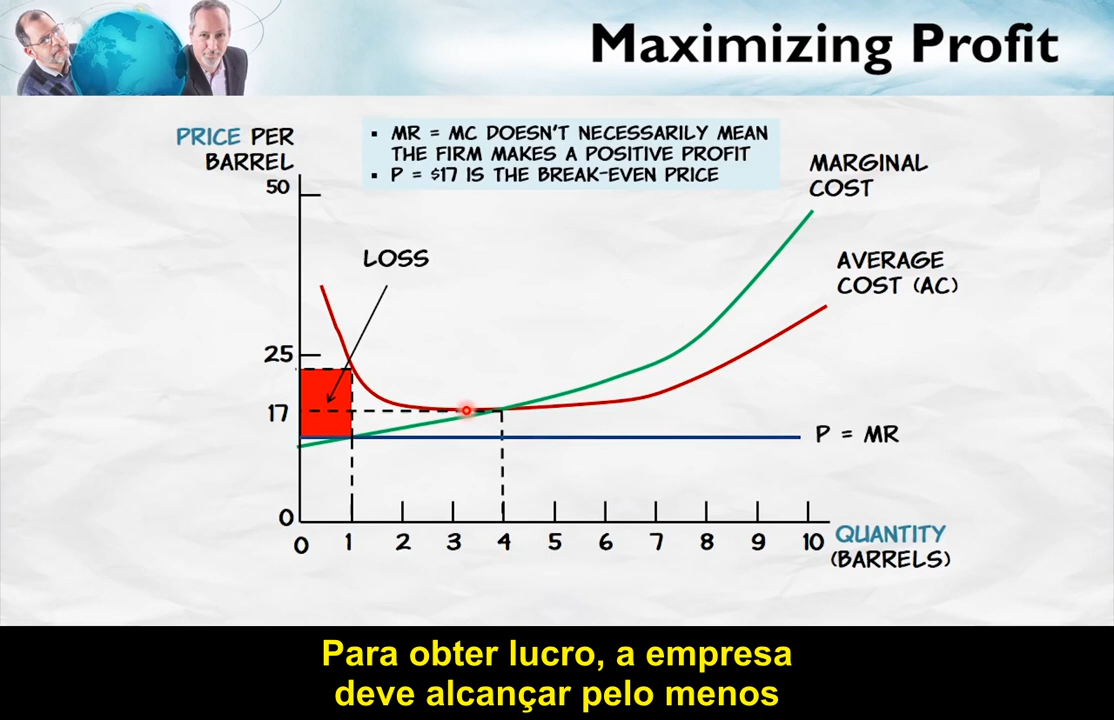 Maximizing Profit
PRICE PER
BARREL
▪ MR = MC DOESN'T NECESSARILY MEAN
THE FIRM MAKES A POSITIVE PROFIT
▪ P = $17 IS THE BREAK-EVEN PRICE
MARGINAL
COST
50
LOSS
AVERAGE
COST (AC)
25
17
P = MR
0
0 1 2 3 4 5 6 7 8 9 10
QUANTITY
(BARRELS)
Para obter lucro, a empresa
deve alcançar pelo menos